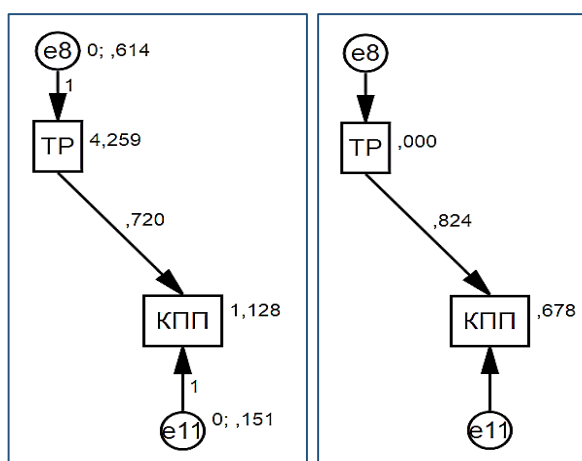 e8 0; ,614
1
ТР 4,259
,720
КПП 1,128
1
e11 0; ,151
e8
ТР ,000
,824
КПП ,678
e11